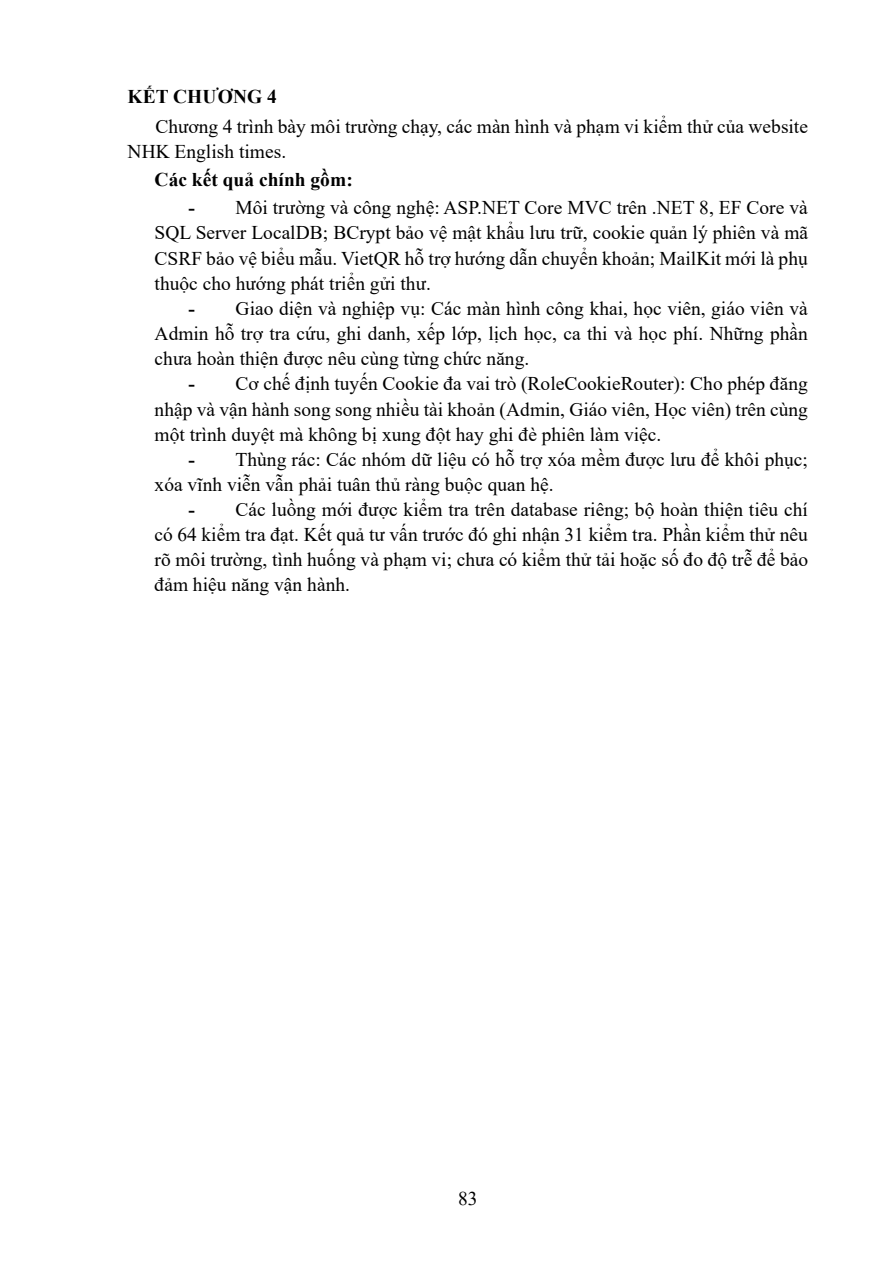 KẾT CHƯƠNG 4
Chương 4 trình bày môi trường chạy, các màn hình và phạm vi kiểm thử của website
NHK English times.
Các kết quả chính gồm:
- Môi trường và công nghệ: ASP.NET Core MVC trên .NET 8, EF Core và
SQL Server LocalDB; BCrypt bảo vệ mật khẩu lưu trữ, cookie quản lý phiên và mã
CSRF bảo vệ biểu mẫu. VietQR hỗ trợ hướng dẫn chuyển khoản; MailKit mới là phụ
thuộc cho hướng phát triển gửi thư.
- Giao diện và nghiệp vụ: Các màn hình công khai, học viên, giáo viên và
Admin hỗ trợ tra cứu, ghi danh, xếp lớp, lịch học, ca thi và học phí. Những phần
chưa hoàn thiện được nêu cùng từng chức năng.
- Cơ chế định tuyến Cookie đa vai trò (RoleCookieRouter): Cho phép đăng
nhập và vận hành song song nhiều tài khoản (Admin, Giáo viên, Học viên) trên cùng
một trình duyệt mà không bị xung đột hay ghi đè phiên làm việc.
- Thùng rác: Các nhóm dữ liệu có hỗ trợ xóa mềm được lưu để khôi phục;
xóa vĩnh viễn vẫn phải tuân thủ ràng buộc quan hệ.
- Các luồng mới được kiểm tra trên database riêng; bộ hoàn thiện tiêu chí
có 64 kiểm tra đạt. Kết quả tư vấn trước đó ghi nhận 31 kiểm tra. Phần kiểm thử nêu
rõ môi trường, tình huống và phạm vi; chưa có kiểm thử tải hoặc số đo độ trễ để bảo
đảm hiệu năng vận hành.
83